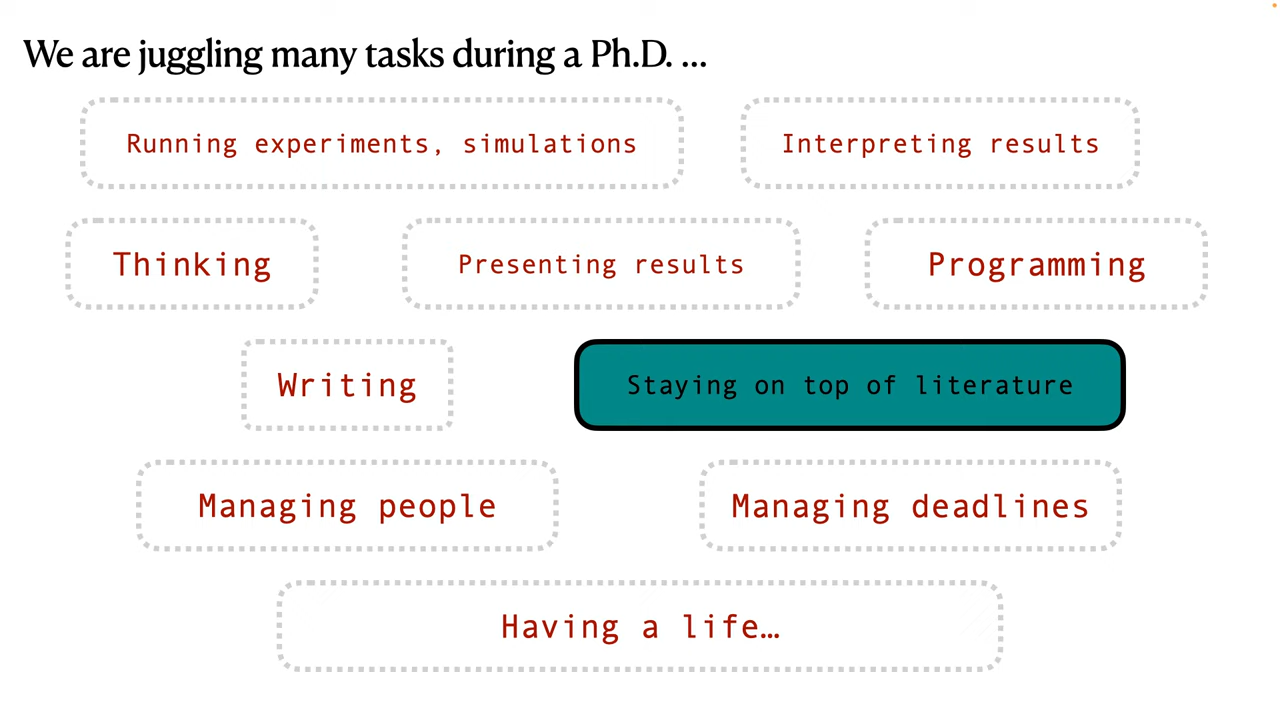 We are juggling many tasks during a Ph.D. ...
Running experiments, simulations
Interpreting results
Thinking
Presenting results
Programming
Writing
Staying on top of literature
Managing people
Managing deadlines
Having a life…